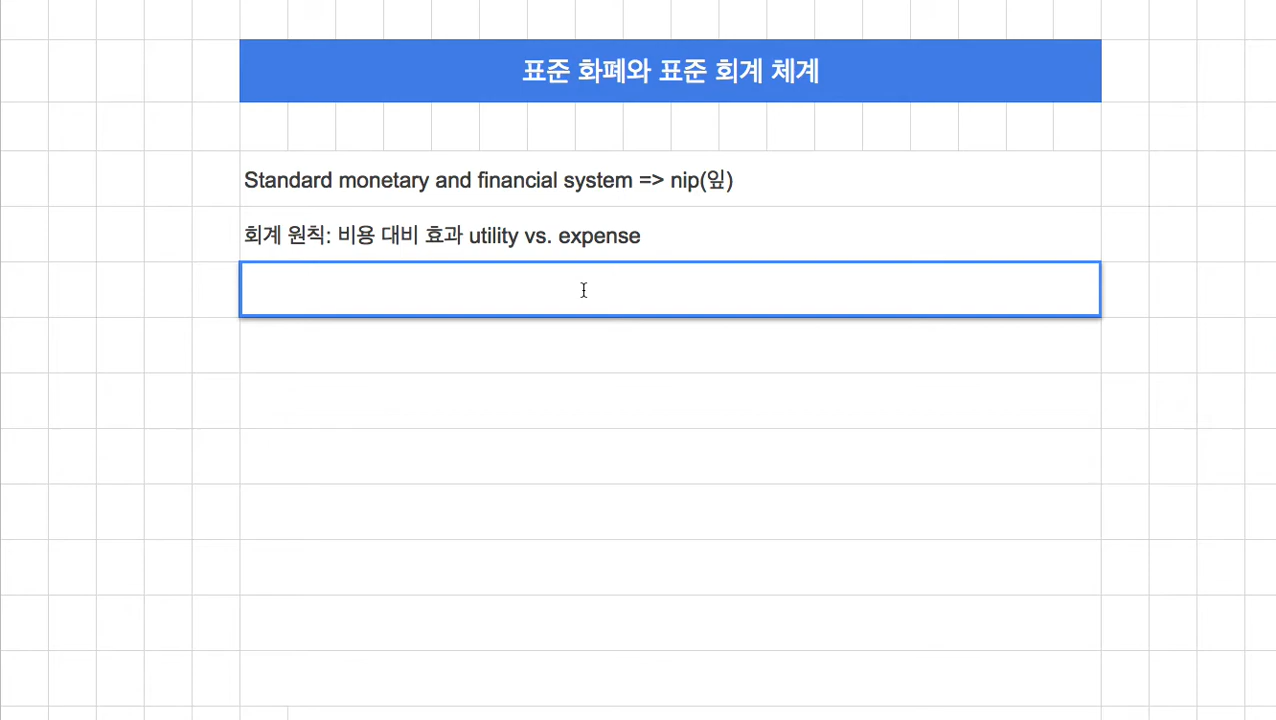 표준 화폐와 표준 회계 체계
Standard monetary and financial system => nip(잎)
회계 원칙: 비용 대비 효과 utility vs. expense